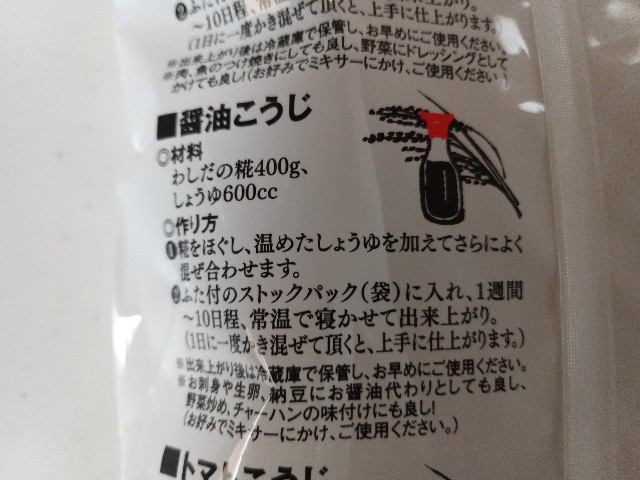 ❷ふた付
〜10日程、常温
(1日に一度かき混ぜて頂くと、上手に仕上がります。)
※出来上がり後は冷蔵庫で保管し、お早めにご使用ください。
※肉、魚のつけ焼きにしても良し、野菜にドレッシングとして
かけても良し!(お好みでミキサーにかけ、ご使用ください。)
■醤油こうじ
◎材料
わしだの糀400g、
しょうゆ600cc
◎作り方
❶糀をほぐし、温めたしょうゆを加えてさらによく
混ぜ合わせます。
❷ふた付のストックパック(袋)に入れ、1週間
〜10日程、常温で寝かせて出来上がり。
(1日に一度かき混ぜて頂くと、上手に仕上がります。)
※出来上がり後は冷蔵庫で保管し、お早めにご使用ください。
※お刺身や生卵、納豆にお醤油代わりとしても良し、
野菜炒め、チャーハンの味付けにも良し!
(お好みでミキサーにかけ、ご使用ください。)
■トマトこうじ